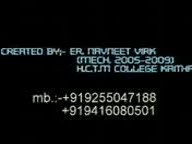 CREATED BY:- ER. NAVNEET VIRK
(MECH. 2005-2009)
H.C.T.M COLLEGE KAITHA
mb.:-+919255047188
+919416080501